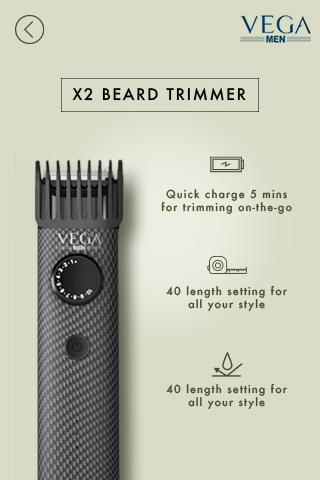 VEGA
MEN
X2 BEARD TRIMMER
Quick charge 5 mins
for trimming on-the-go
VEGA
MEN
40 length setting for
all your style
40 length setting for
all your style